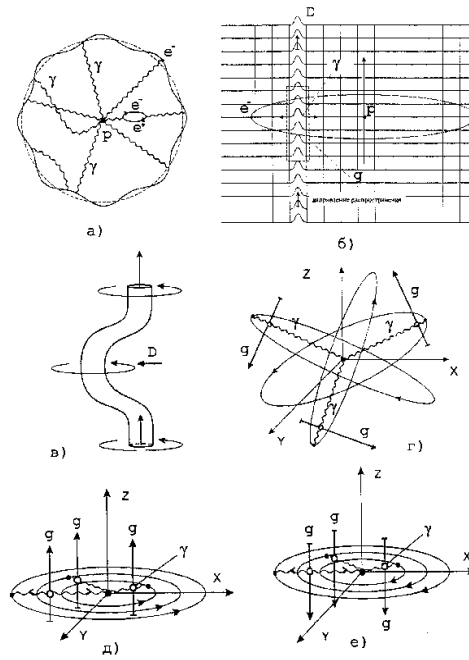 e⁻
γ
γ
e⁻
e⁺
p
γ
а)
D
γ
e⁻
p
g
направление распространения
б)
D
в)
Z
g
γ
γ
g
X
γ
Y
g
г)
Z
g
g
g
γ
X
Y
д)
Z
g
g
g
γ
X
Y
е)